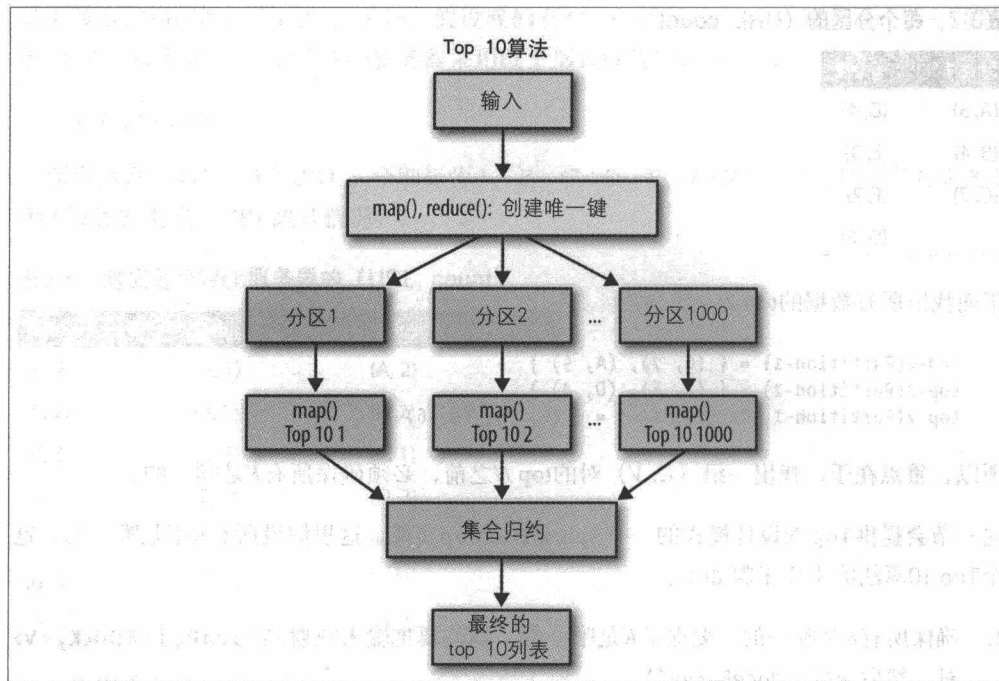 Top 10算法
输入
map(), reduce(): 创建唯一键
分区1
分区2
...
分区1000
map()
Top 10 1
map()
Top 10 2
...
map()
Top 10 1000
集合归约
最终的
top 10列表